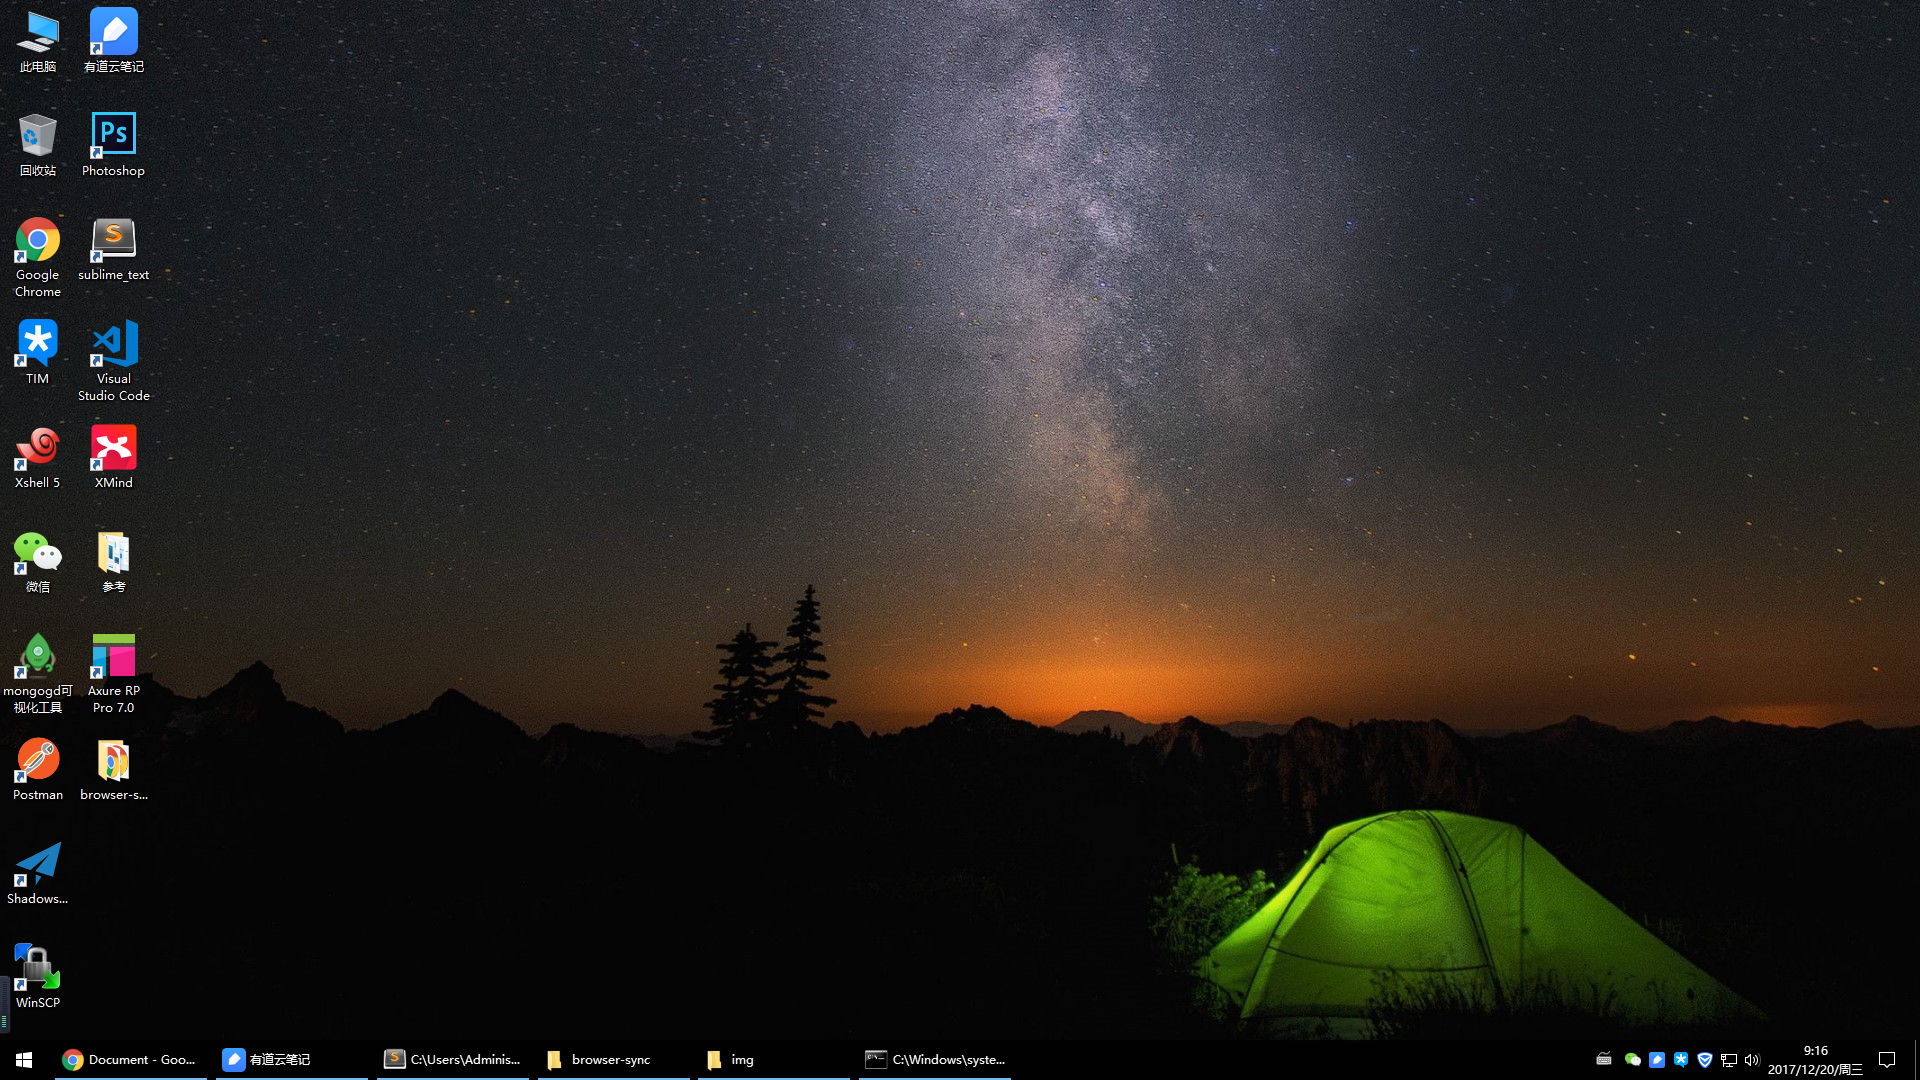 此电脑
有道云笔记
回收站
Ps
Photoshop
Google
Chrome
S
sublime_text
TIM
Visual
Studio Code
Xshell 5
XMind
微信
参考
mongogd可
视化工具
Axure RP
Pro 7.0
Postman
browser-s...
Shadows...
WinSCP
Document - Goo...
有道云笔记
C:\Users\Adminis...
browser-sync
img
C:\Windows\syste...
9:16
2017/12/20/周三